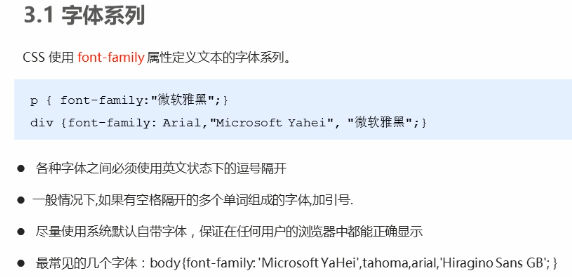 3.1 字体系列
CSS 使用 font-family 属性定义文本的字体系列。
p { font-family:"微软雅黑";}
div {font-family: Arial,"Microsoft Yahei", "微软雅黑";}
● 各种字体之间必须使用英文状态下的逗号隔开
● 一般情况下,如果有空格隔开的多个单词组成的字体,加引号.
● 尽量使用系统默认自带字体，保证在任何用户的浏览器中都能正确显示
● 最常见的几个字体：body{font-family: 'Microsoft YaHei',tahoma,arial,'Hiragino Sans GB'; }